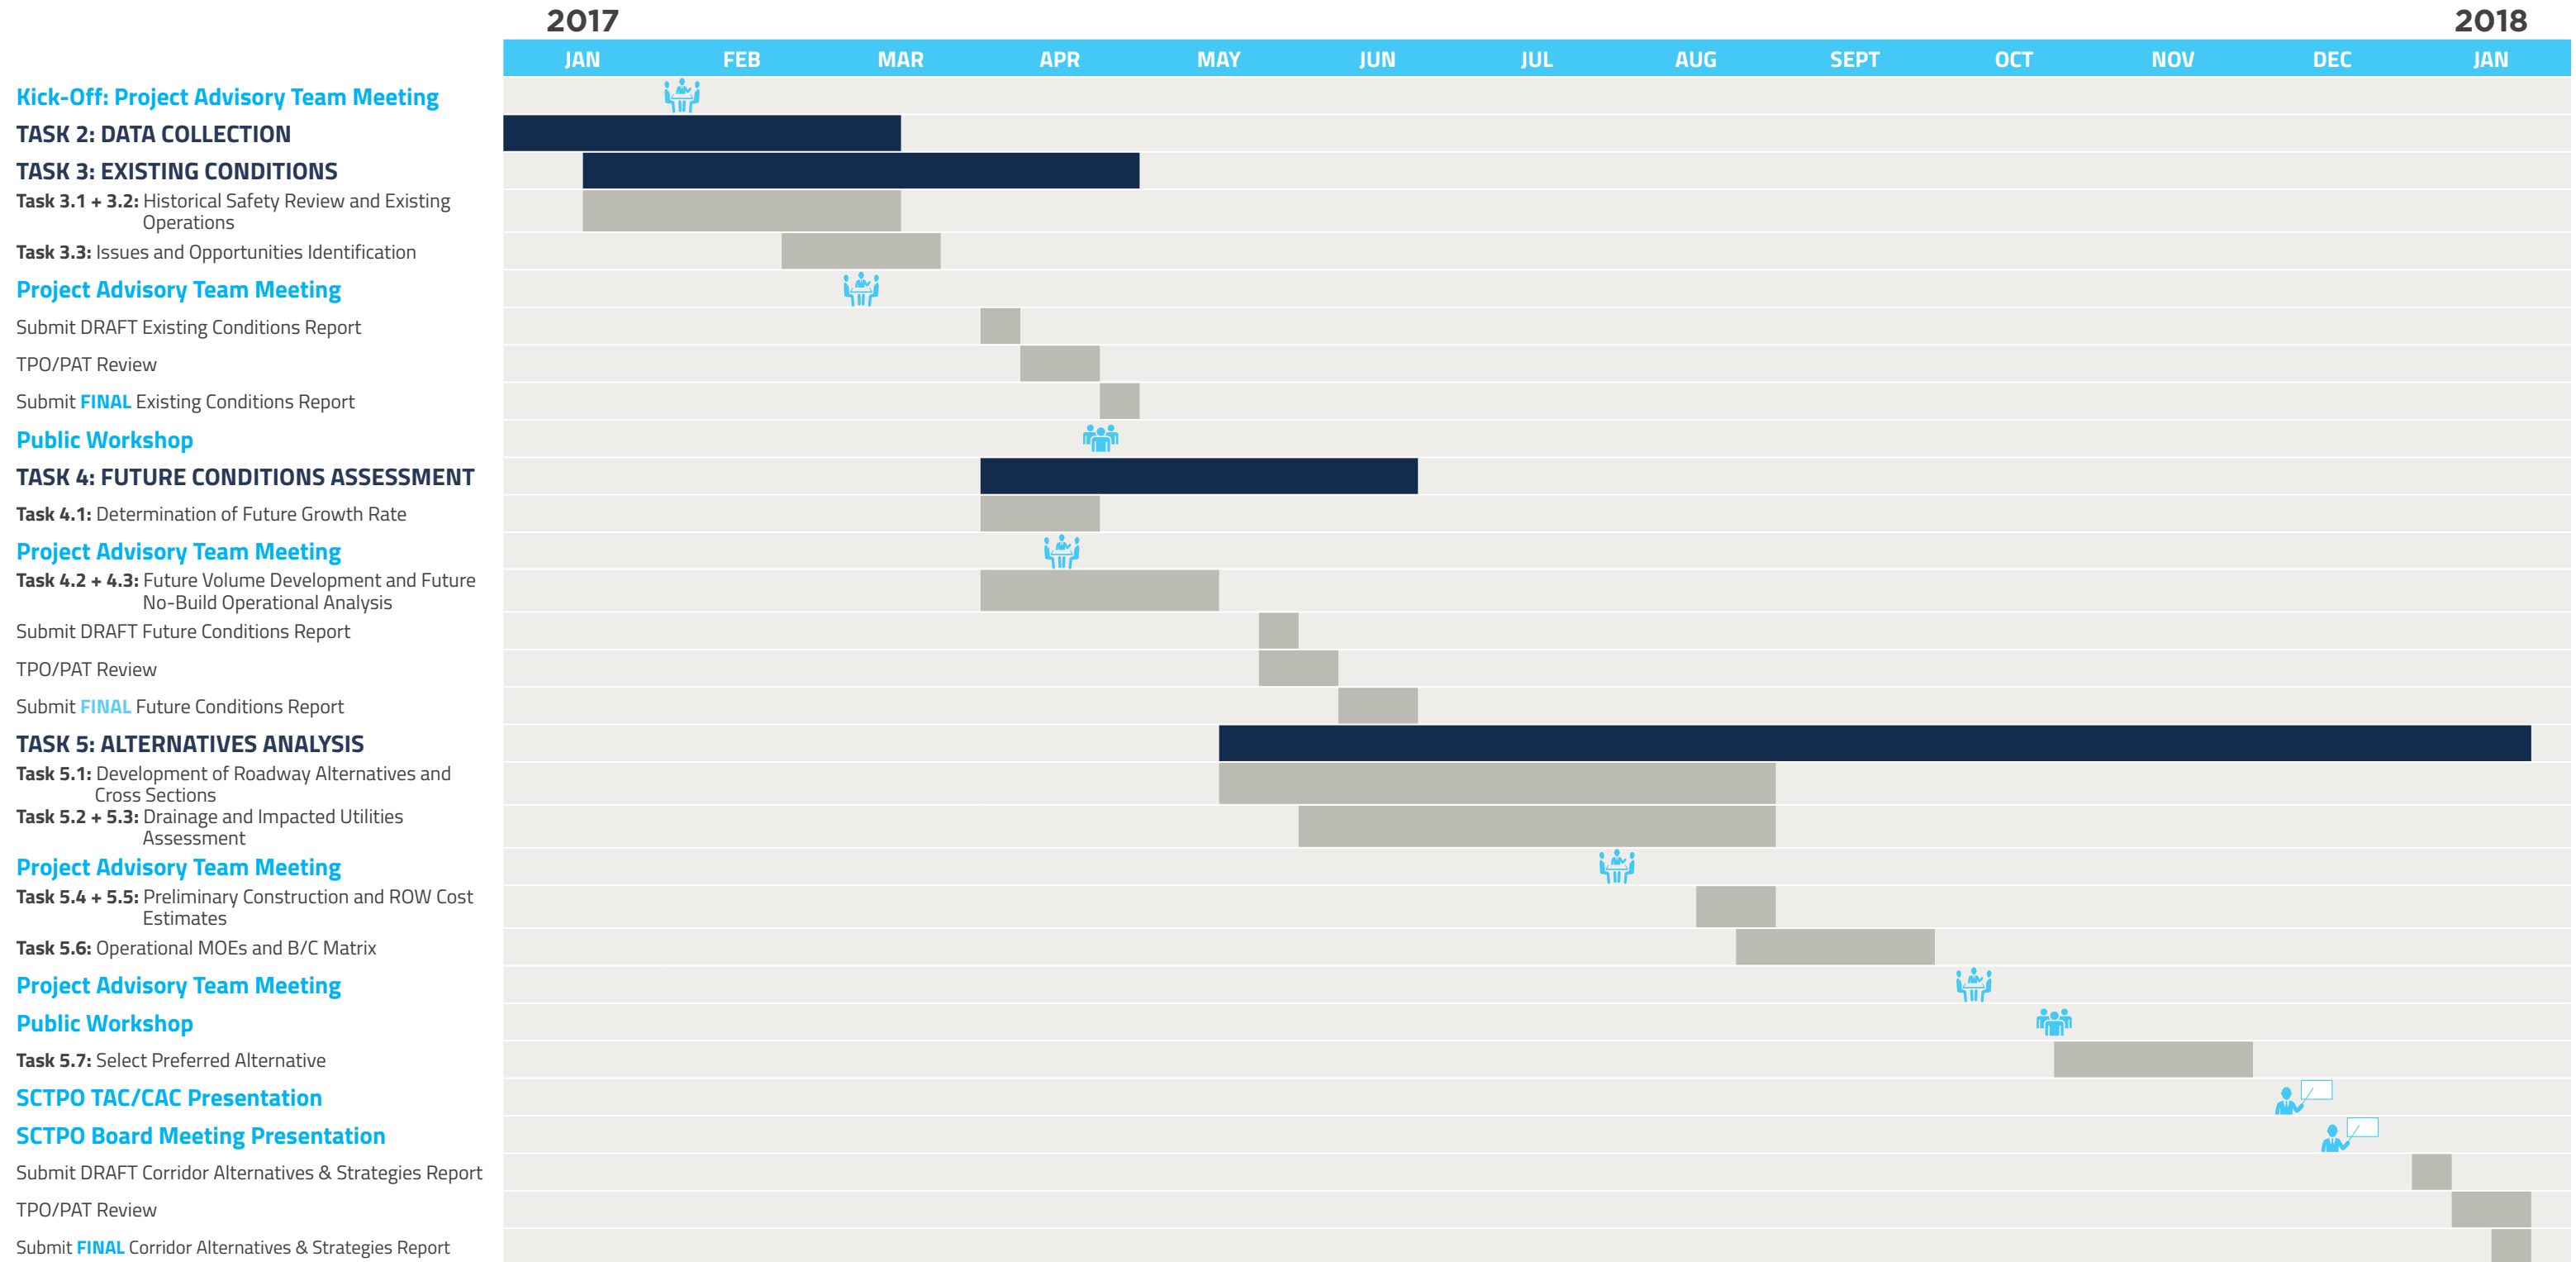 2017 2018
JAN FEB MAR APR MAY JUN JUL AUG SEPT OCT NOV DEC JAN
Kick-Off: Project Advisory Team Meeting
TASK 2: DATA COLLECTION
TASK 3: EXISTING CONDITIONS
Task 3.1 + 3.2: Historical Safety Review and Existing
Operations
Task 3.3: Issues and Opportunities Identification
Project Advisory Team Meeting
Submit DRAFT Existing Conditions Report
TPO/PAT Review
Submit FINAL Existing Conditions Report
Public Workshop
TASK 4: FUTURE CONDITIONS ASSESSMENT
Task 4.1: Determination of Future Growth Rate
Project Advisory Team Meeting
Task 4.2 + 4.3: Future Volume Development and Future
No-Build Operational Analysis
Submit DRAFT Future Conditions Report
TPO/PAT Review
Submit FINAL Future Conditions Report
TASK 5: ALTERNATIVES ANALYSIS
Task 5.1: Development of Roadway Alternatives and
Cross Sections
Task 5.2 + 5.3: Drainage and Impacted Utilities
Assessment
Project Advisory Team Meeting
Task 5.4 + 5.5: Preliminary Construction and ROW Cost
Estimates
Task 5.6: Operational MOEs and B/C Matrix
Project Advisory Team Meeting
Public Workshop
Task 5.7: Select Preferred Alternative
SCTPO TAC/CAC Presentation
SCTPO Board Meeting Presentation
Submit DRAFT Corridor Alternatives & Strategies Report
TPO/PAT Review
Submit FINAL Corridor Alternatives & Strategies Report